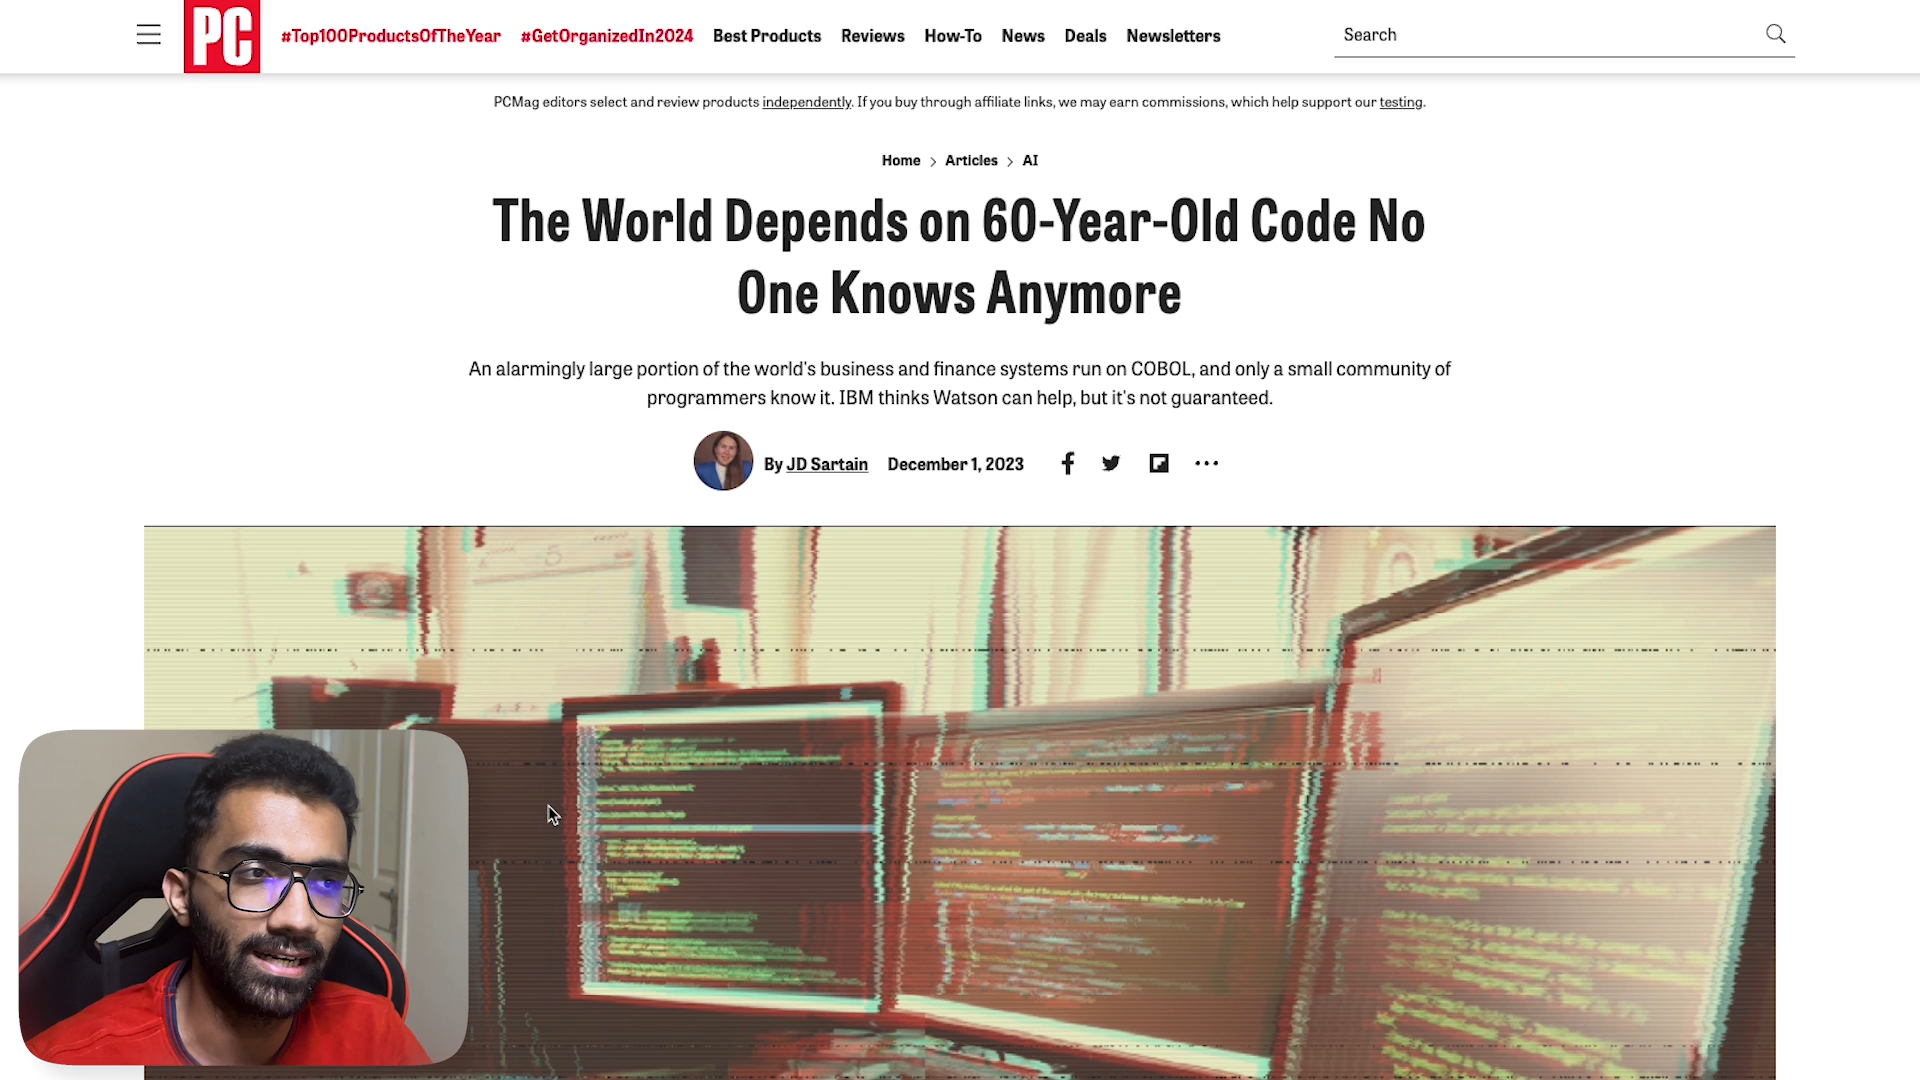 PC
#Top100ProductsOfTheYear #GetOrganizedIn2024 Best Products Reviews How-To News Deals Newsletters Search
PCMag editors select and review products independently. If you buy through affiliate links, we may earn commissions, which help support our testing.
Home > Articles > AI
The World Depends on 60-Year-Old Code No
One Knows Anymore
An alarmingly large portion of the world's business and finance systems run on COBOL, and only a small community of
programmers know it. IBM thinks Watson can help, but it's not guaranteed.
By JD Sartain December 1, 2023